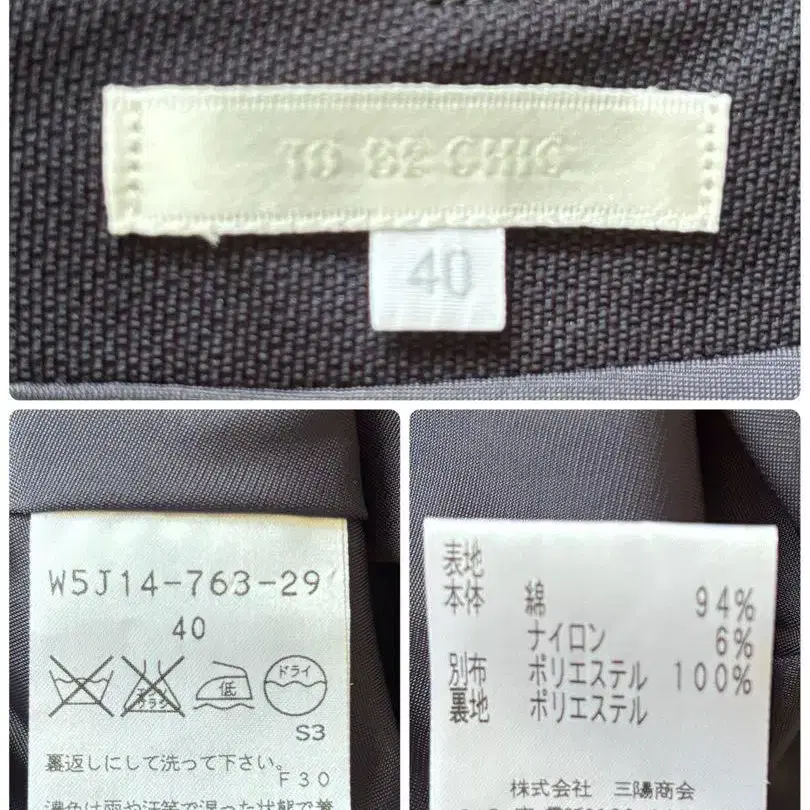 TO BE CHIC
40
W5J14-763-29
40
低
ドライ
S3
裏返しにして洗って下さい。
F30
表地
本体 綿 94%
ナイロン 6%
別布 ポリエステル 100%
裏地 ポリエステル
株式会社 三陽商会